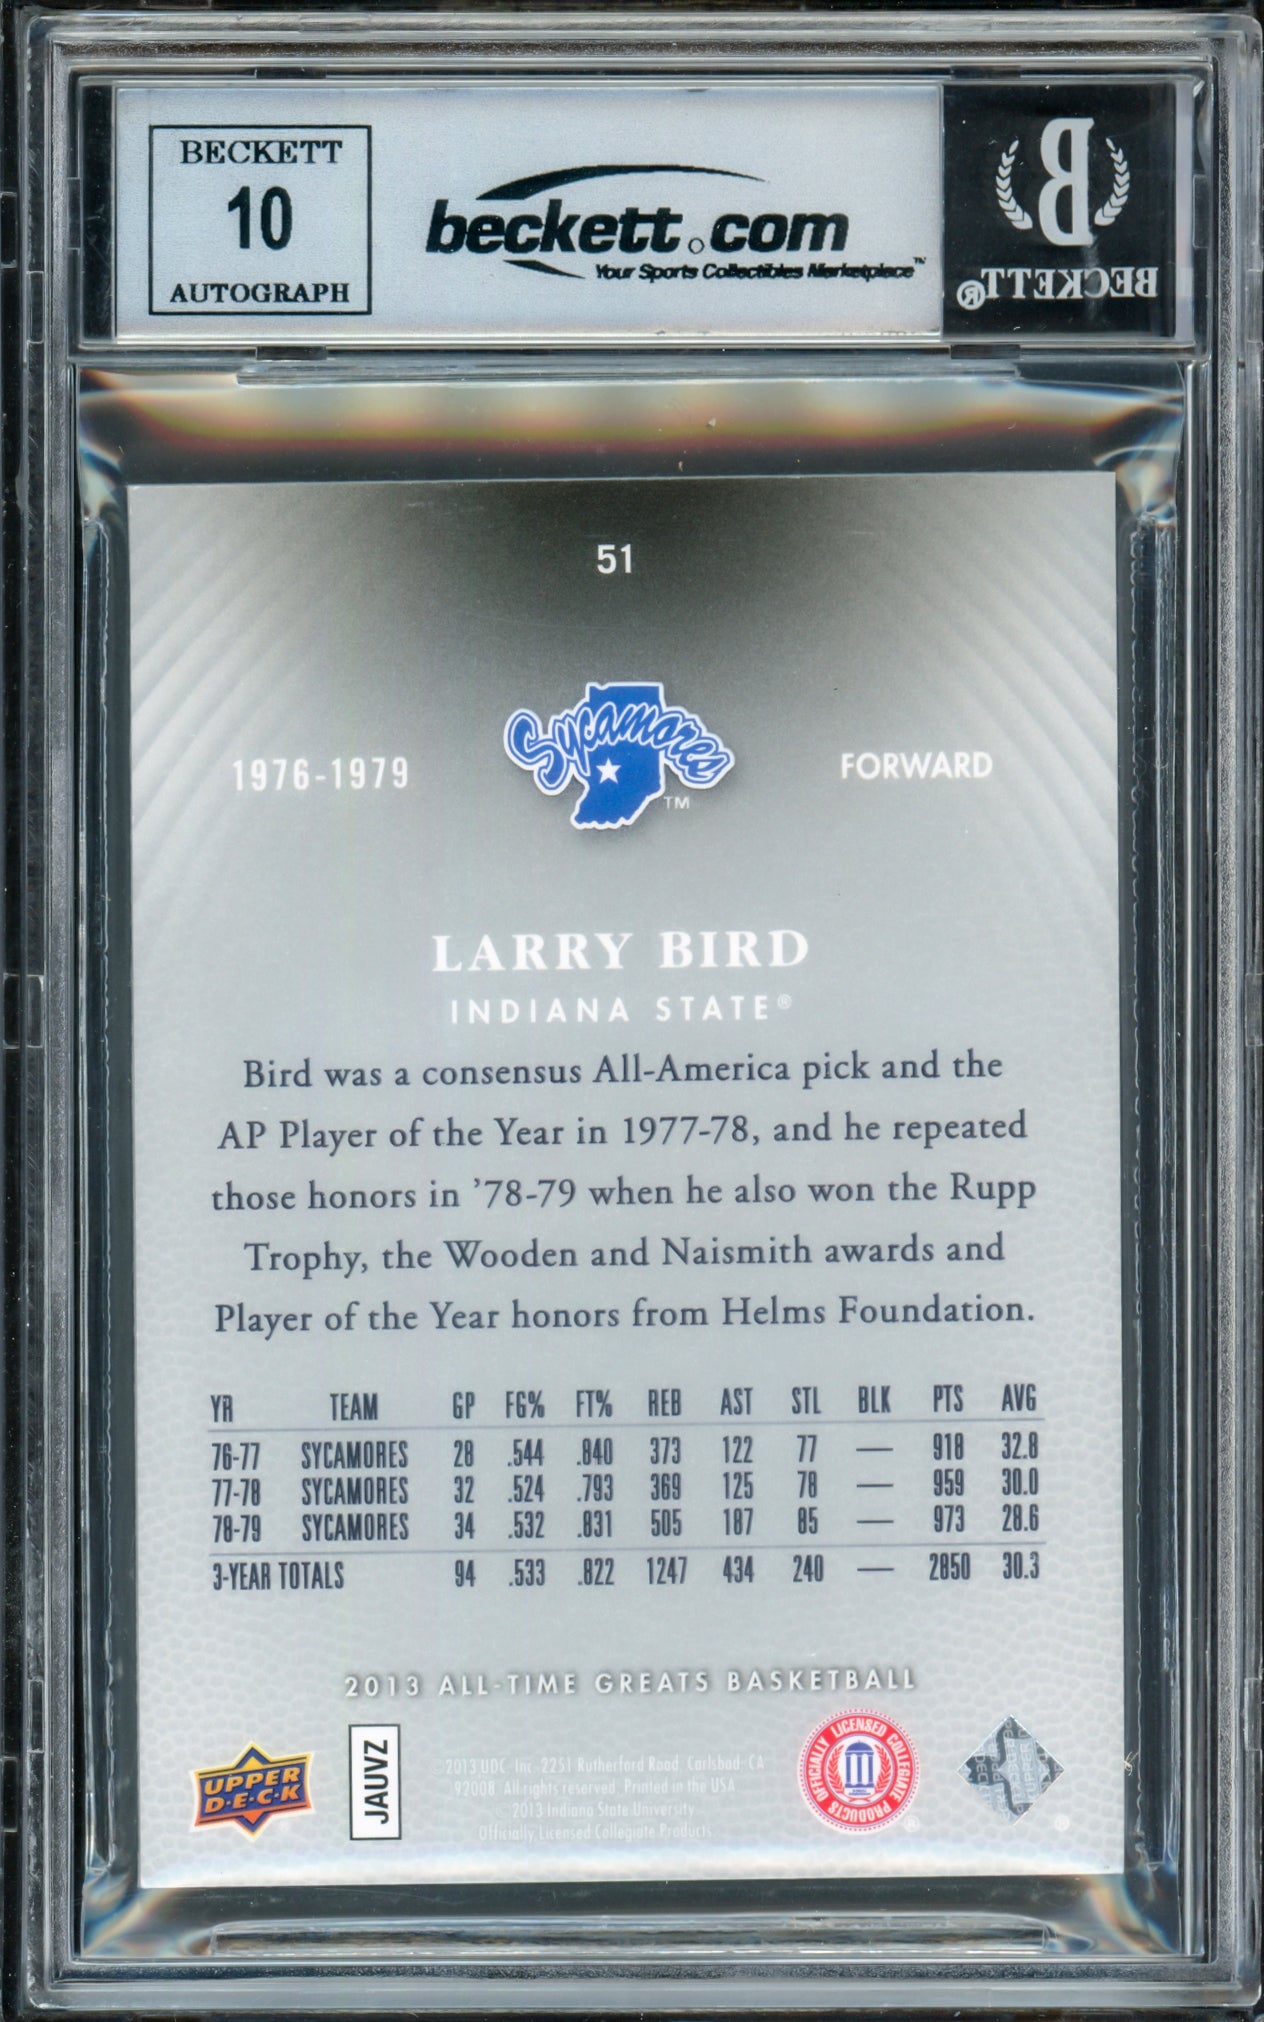 BECKETT
10
AUTOGRAPH
beckett.com
Your Sports Collectibles Marketplace™
B
BECKETT®
51
1976-1979
Sycamores
TM
FORWARD
LARRY BIRD
INDIANA STATE®
Bird was a consensus All-America pick and the
AP Player of the Year in 1977-78, and he repeated
those honors in ’78-79 when he also won the Rupp
Trophy, the Wooden and Naismith awards and
Player of the Year honors from Helms Foundation.
YR TEAM GP FG% FT% REB AST STL BLK PTS AVG
76-77 SYCAMORES 28 .544 .840 373 122 77 — 918 32.8
77-78 SYCAMORES 32 .524 .793 369 125 78 — 959 30.0
78-79 SYCAMORES 34 .532 .831 505 187 85 — 973 28.6
3-YEAR TOTALS 94 .533 .822 1247 434 240 — 2850 30.3
2013 ALL-TIME GREATS BASKETBALL
UPPER
D·E·C·K
JAUVZ
©2013 UDC, Inc. 2251 Rutherford Road, Carlsbad, CA
92008. All rights reserved. Printed in the USA.
©2013 Indiana State University
Officially Licensed Collegiate Products
OFFICIALLY LICENSED COLLEGIATE PRODUCTS
®
®